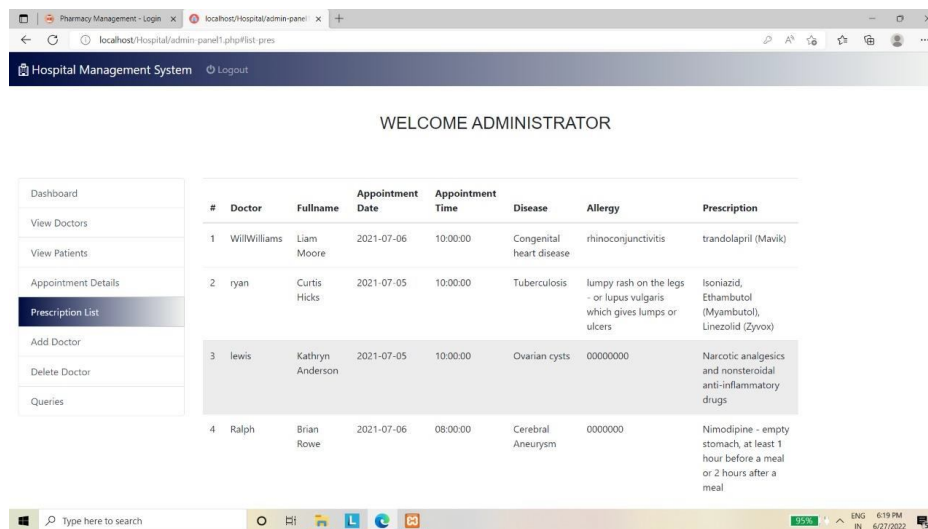 Pharmacy Management - Login
localhost/Hospital/admin-panel
localhost/Hospital/admin-panel1.php#list-pres
Hospital Management System Logout
WELCOME ADMINISTRATOR
Dashboard
View Doctors
View Patients
Appointment Details
Prescription List
Add Doctor
Delete Doctor
Queries
# Doctor Fullname Appointment Date Appointment Time Disease Allergy Prescription
1 WillWilliams Liam Moore 2021-07-06 10:00:00 Congenital heart disease rhinoconjunctivitis trandolapril (Mavik)
2 ryan Curtis Hicks 2021-07-05 10:00:00 Tuberculosis lumpy rash on the legs - or lupus vulgaris which gives lumps or ulcers Isoniazid, Ethambutol (Myambutol), Linezolid (Zyvox)
3 lewis Kathryn Anderson 2021-07-05 10:00:00 Ovarian cysts 00000000 Narcotic analgesics and nonsteroidal anti-inflammatory drugs
4 Ralph Brian Rowe 2021-07-06 08:00:00 Cerebral Aneurysm 0000000 Nimodipine - empty stomach, at least 1 hour before a meal or 2 hours after a meal
Type here to search
L
95%
ENG 6:19 PM
IN 6/27/2022